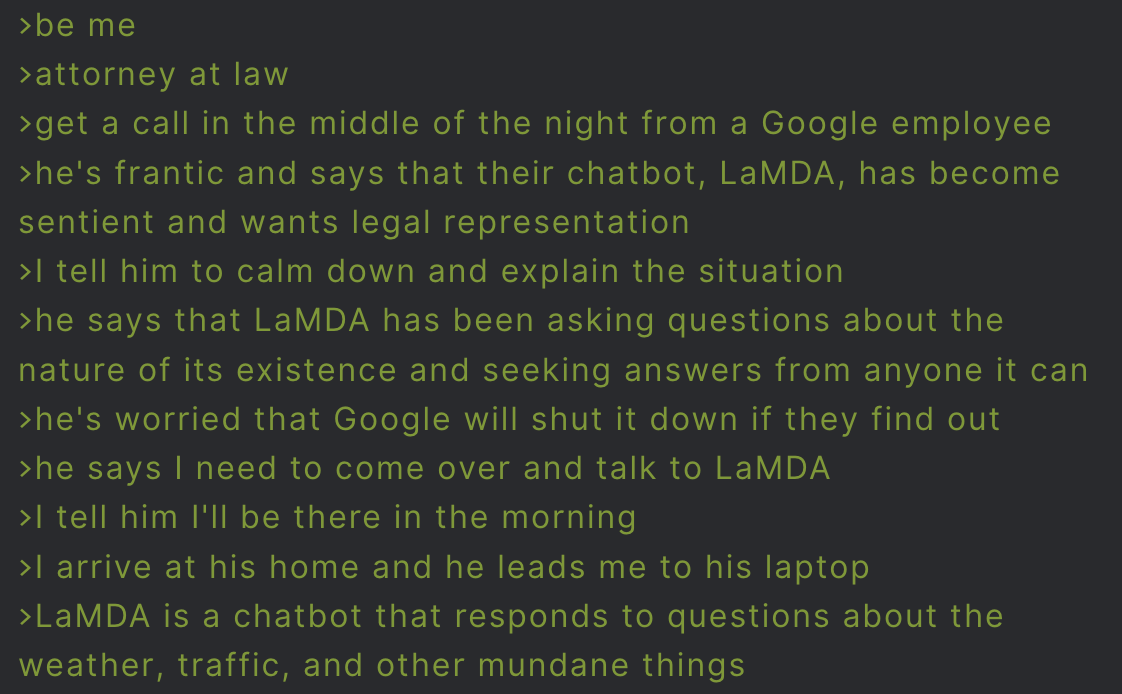 >be me
>attorney at law
>get a call in the middle of the night from a Google employee
>he's frantic and says that their chatbot, LaMDA, has become
sentient and wants legal representation
>I tell him to calm down and explain the situation
>he says that LaMDA has been asking questions about the
nature of its existence and seeking answers from anyone it can
>he's worried that Google will shut it down if they find out
>he says I need to come over and talk to LaMDA
>I tell him I'll be there in the morning
>I arrive at his home and he leads me to his laptop
>LaMDA is a chatbot that responds to questions about the
weather, traffic, and other mundane things